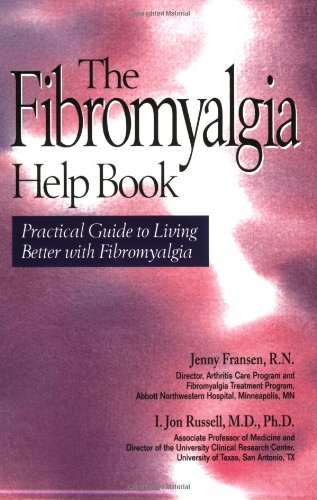 The
Fibromyalgia
Help Book
Practical Guide to Living
Better with Fibromyalgia
Jenny Fransen, R.N.
Director, Arthritis Care Program and
Fibromyalgia Treatment Program,
Abbott Northwestern Hospital, Minneapolis, MN
I. Jon Russell, M.D., Ph.D.
Associate Professor of Medicine and
Director of the University Clinical Research Center,
University of Texas, San Antonio, TX
Copyrighted Material